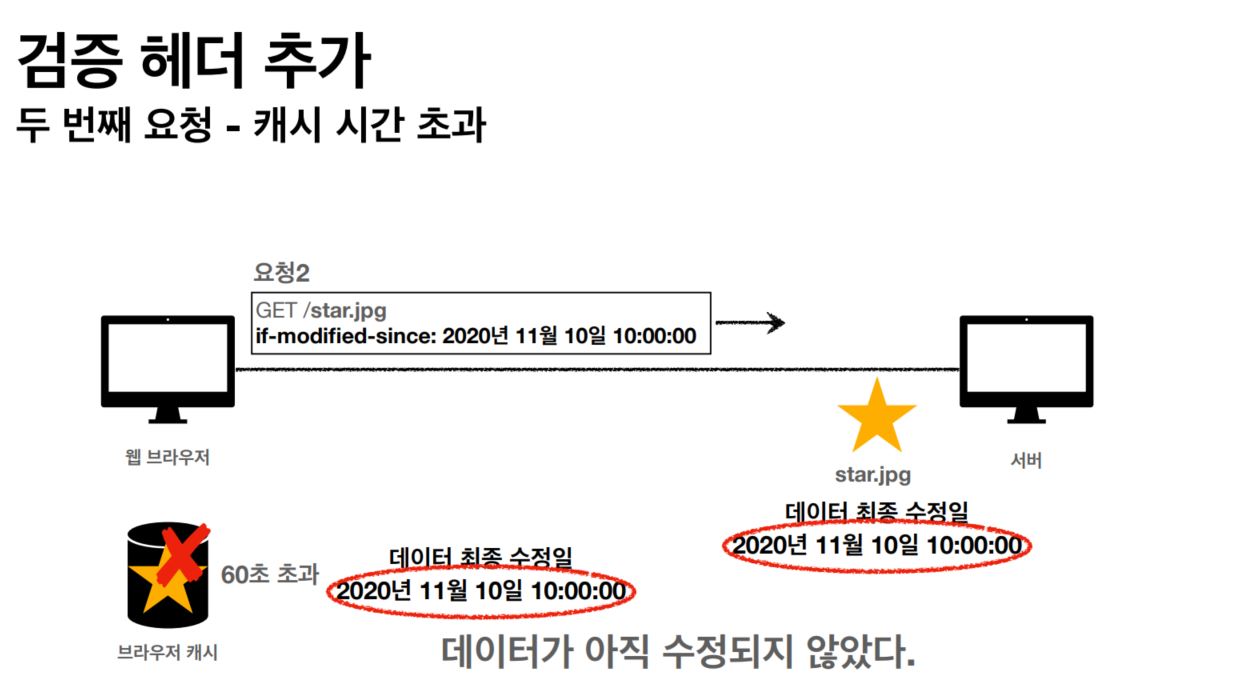 검증 헤더 추가
두 번째 요청 - 캐시 시간 초과
요청2
GET /star.jpg
if-modified-since: 2020년 11월 10일 10:00:00
웹 브라우저
서버
star.jpg
데이터 최종 수정일
2020년 11월 10일 10:00:00
60초 초과
데이터 최종 수정일
2020년 11월 10일 10:00:00
브라우저 캐시
데이터가 아직 수정되지 않았다.